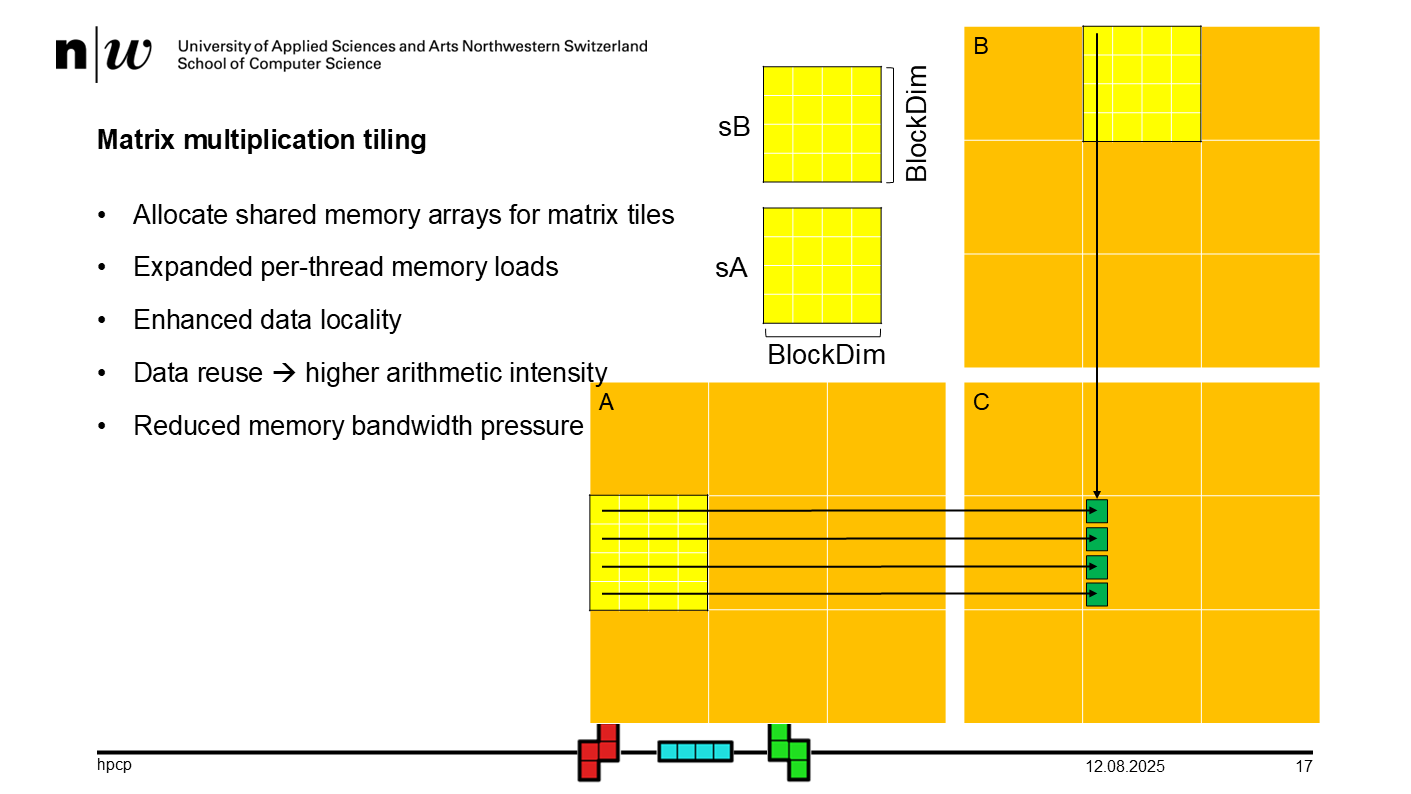 n|w
University of Applied Sciences and Arts Northwestern Switzerland
School of Computer Science
Matrix multiplication tiling
• Allocate shared memory arrays for matrix tiles
• Expanded per-thread memory loads
• Enhanced data locality
• Data reuse → higher arithmetic intensity
• Reduced memory bandwidth pressure
sB
BlockDim
sA
BlockDim
B
A
C
hpcp
12.08.2025
17